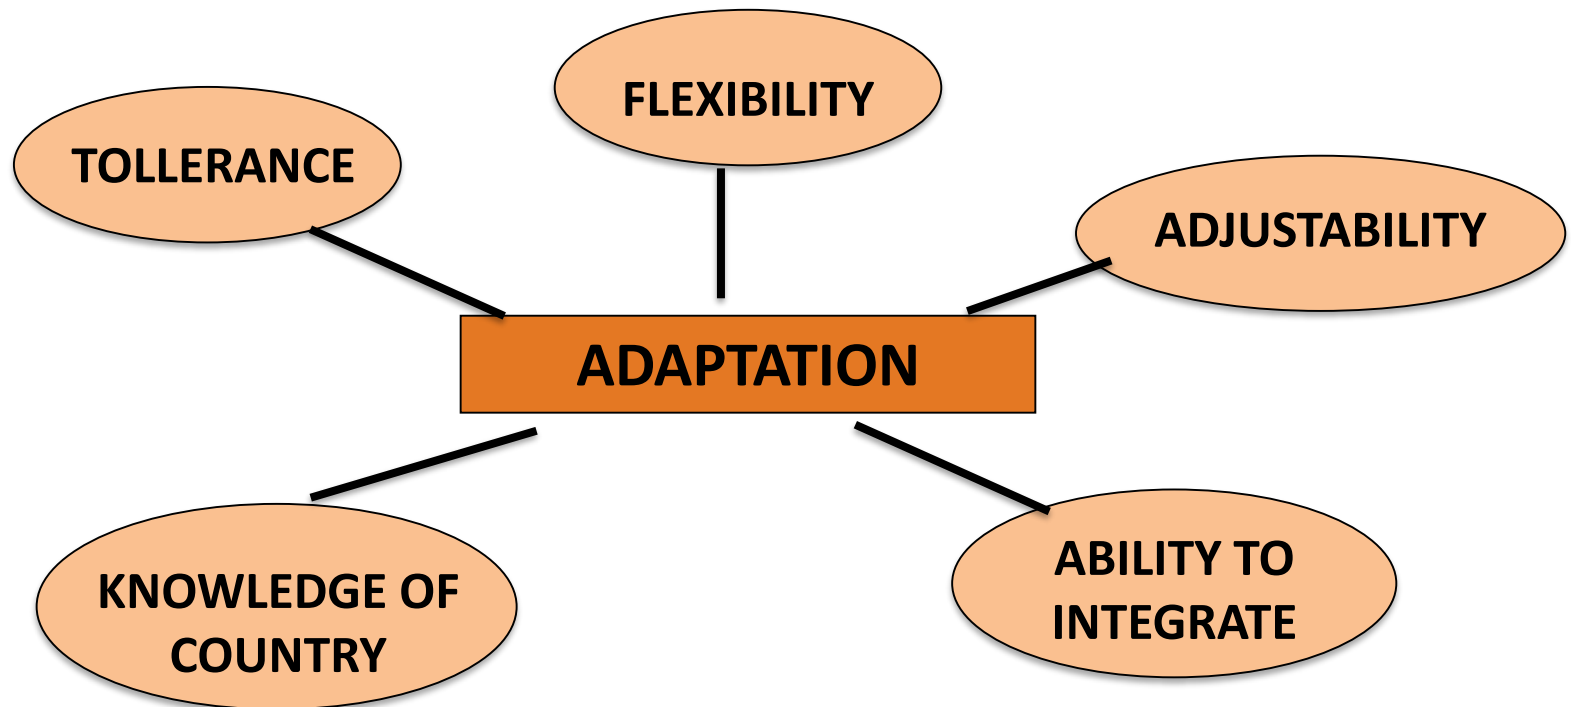 FLEXIBILITY
TOLLERANCE
ADJUSTABILITY
ADAPTATION
KNOWLEDGE OF
COUNTRY
ABILITY TO
INTEGRATE